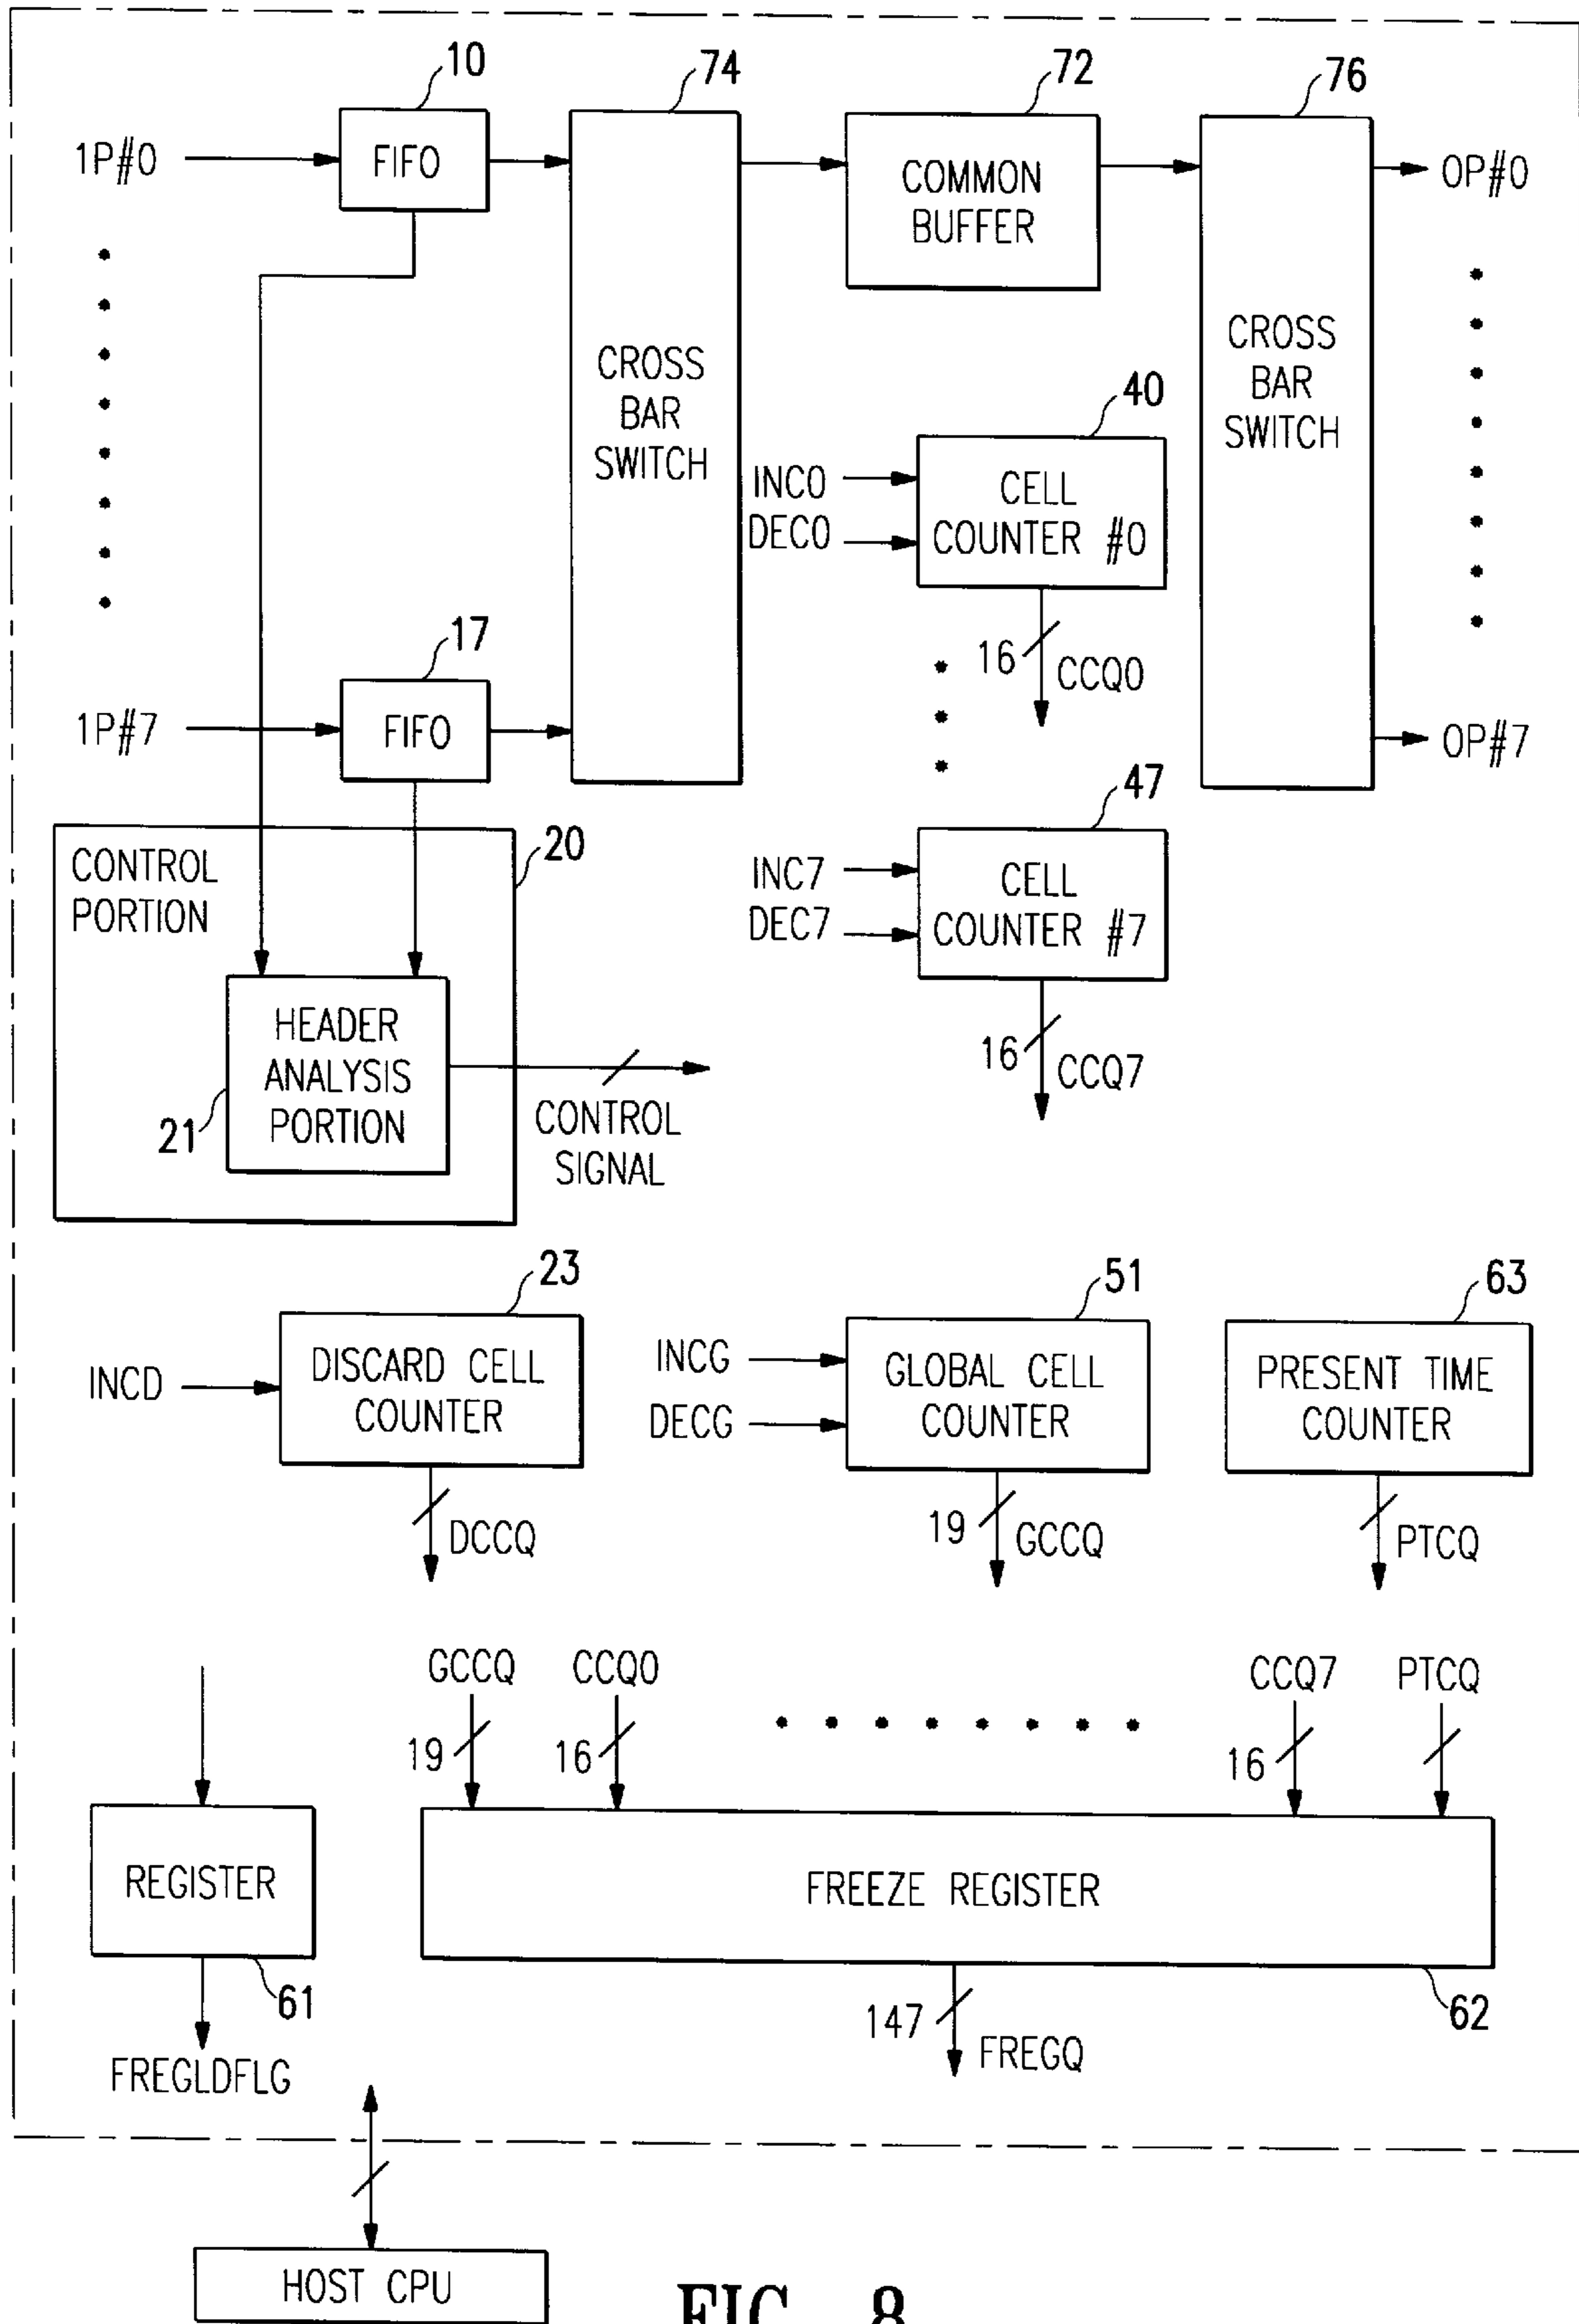 10
74
72
76
1P#0
FIFO
COMMON
BUFFER
OP#0
CROSS
BAR
SWITCH
CROSS
BAR
SWITCH
40
INC0
DEC0
CELL
COUNTER #0
16
CCQ0
17
1P#7
FIFO
OP#7
47
INC7
DEC7
CELL
COUNTER #7
16
CCQ7
CONTROL
PORTION
20
HEADER
ANALYSIS
PORTION
21
CONTROL
SIGNAL
23
INCD
DISCARD CELL
COUNTER
DCCQ
51
INCG
DECG
GLOBAL CELL
COUNTER
19
GCCQ
63
PRESENT TIME
COUNTER
PTCQ
GCCQ
19
CCQ0
16
CCQ7
16
PTCQ
REGISTER
61
FREGLDFLG
FREEZE REGISTER
62
147
FREGQ
HOST CPU
FIG. 8